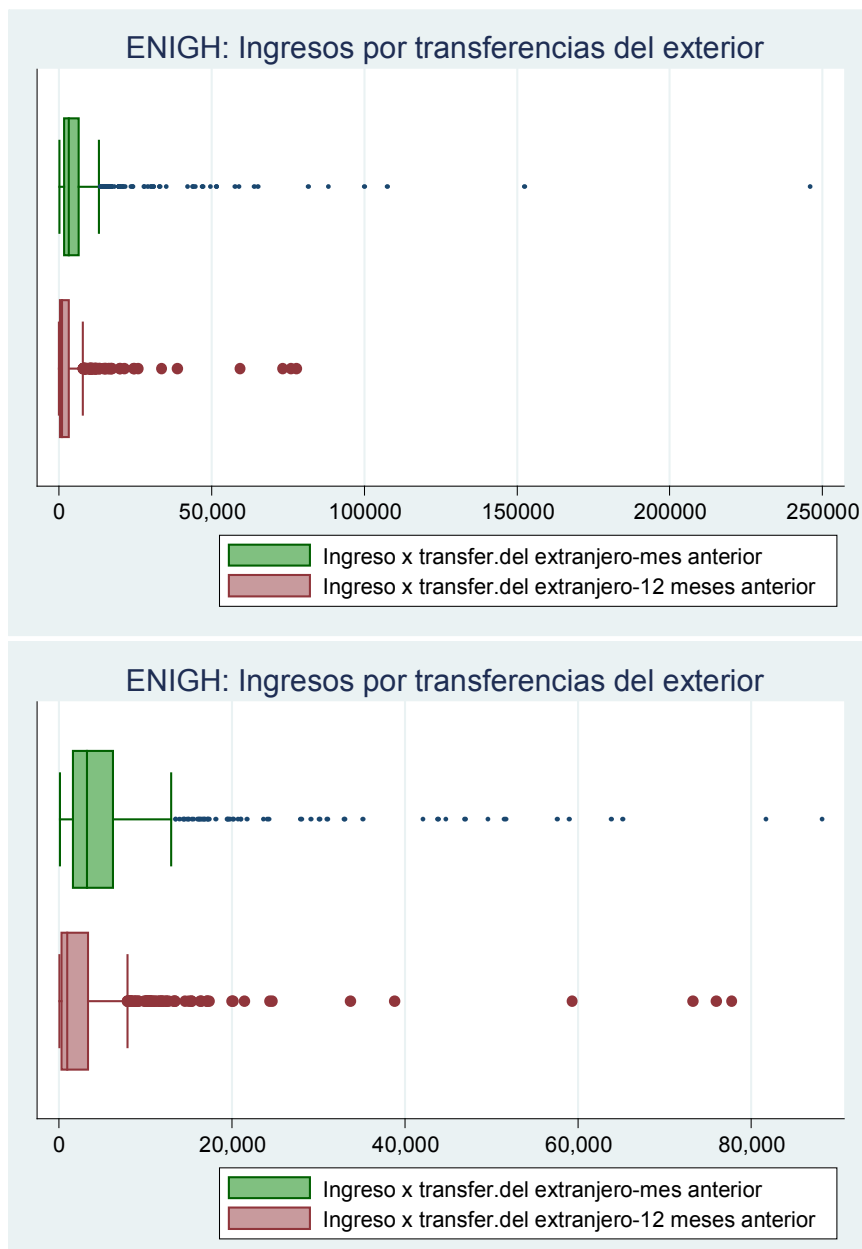 ENIGH: Ingresos por transferencias del exterior
0 50,000 100000 150000 200000 250000
Ingreso x transfer.del extranjero-mes anterior
Ingreso x transfer.del extranjero-12 meses anterior
ENIGH: Ingresos por transferencias del exterior
0 20,000 40,000 60,000 80,000
Ingreso x transfer.del extranjero-mes anterior
Ingreso x transfer.del extranjero-12 meses anterior